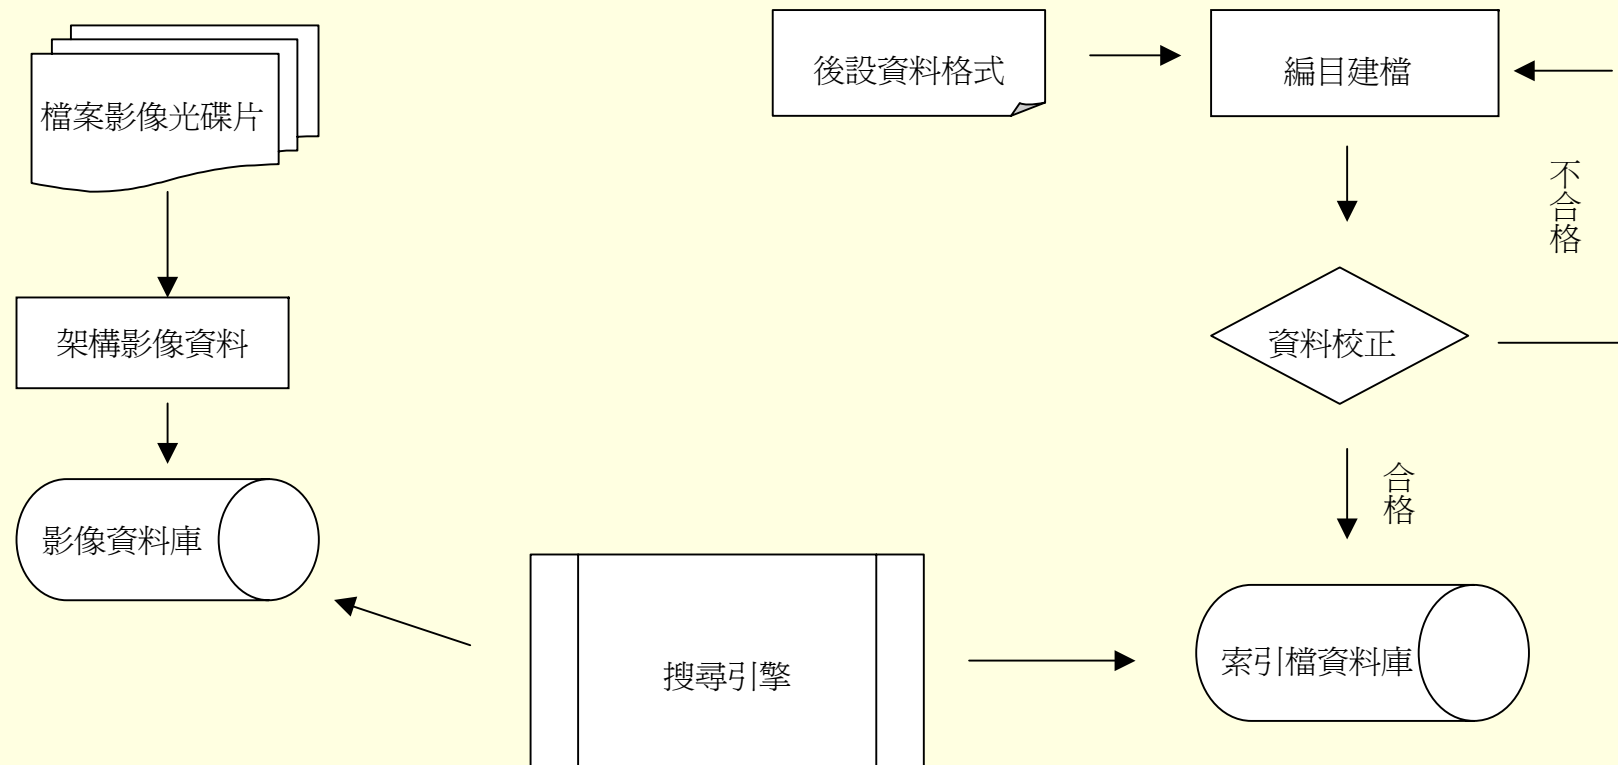 檔案影像光碟片
後設資料格式
編目建檔
不合格
架構影像資料
資料校正
合格
影像資料庫
搜尋引擎
索引檔資料庫